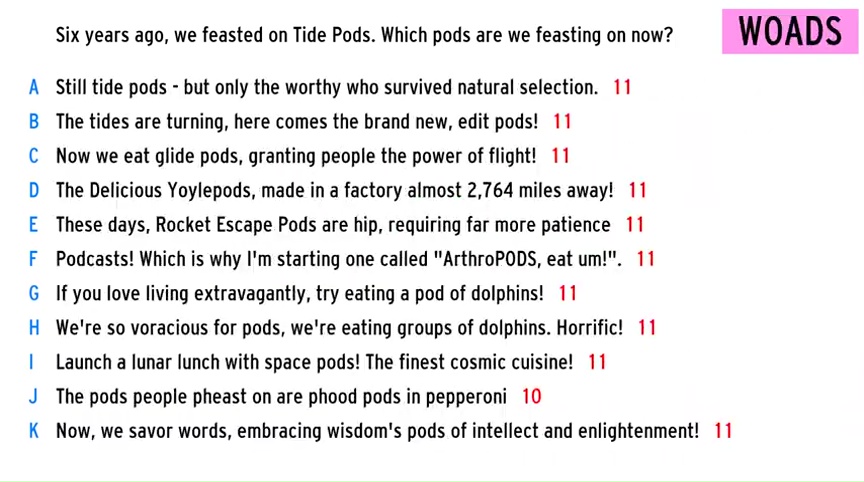 Six years ago, we feasted on Tide Pods. Which pods are we feasting on now?
WOADS
A Still tide pods - but only the worthy who survived natural selection. 11
B The tides are turning, here comes the brand new, edit pods! 11
C Now we eat glide pods, granting people the power of flight! 11
D The Delicious Yoylepods, made in a factory almost 2,764 miles away! 11
E These days, Rocket Escape Pods are hip, requiring far more patience 11
F Podcasts! Which is why I'm starting one called "ArthroPODS, eat um!". 11
G If you love living extravagantly, try eating a pod of dolphins! 11
H We're so voracious for pods, we're eating groups of dolphins. Horrific! 11
I Launch a lunar lunch with space pods! The finest cosmic cuisine! 11
J The pods people pheast on are phood pods in pepperoni 10
K Now, we savor words, embracing wisdom's pods of intellect and enlightenment! 11